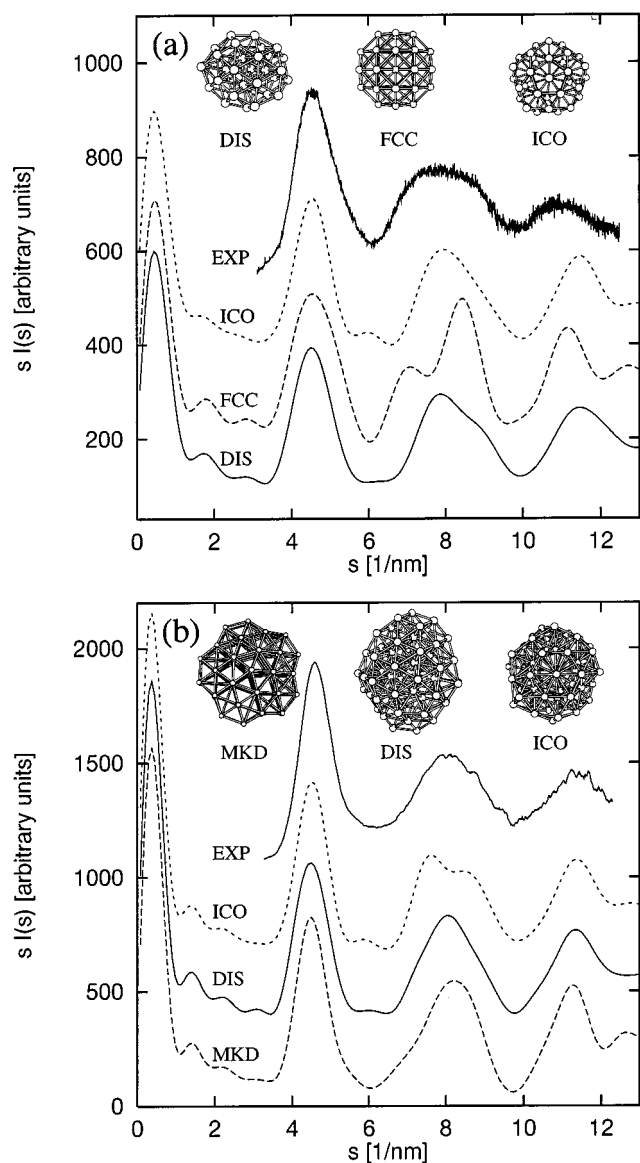 (a)
1000
800
600
400
200
s I(s) [arbitrary units]
DIS
FCC
ICO
EXP
ICO
FCC
DIS
0
2
4
6
8
10
12
s [1/nm]
(b)
2000
1500
1000
500
0
s I(s) [arbitrary units]
MKD
DIS
ICO
EXP
ICO
DIS
MKD
0
2
4
6
8
10
12
s [1/nm]